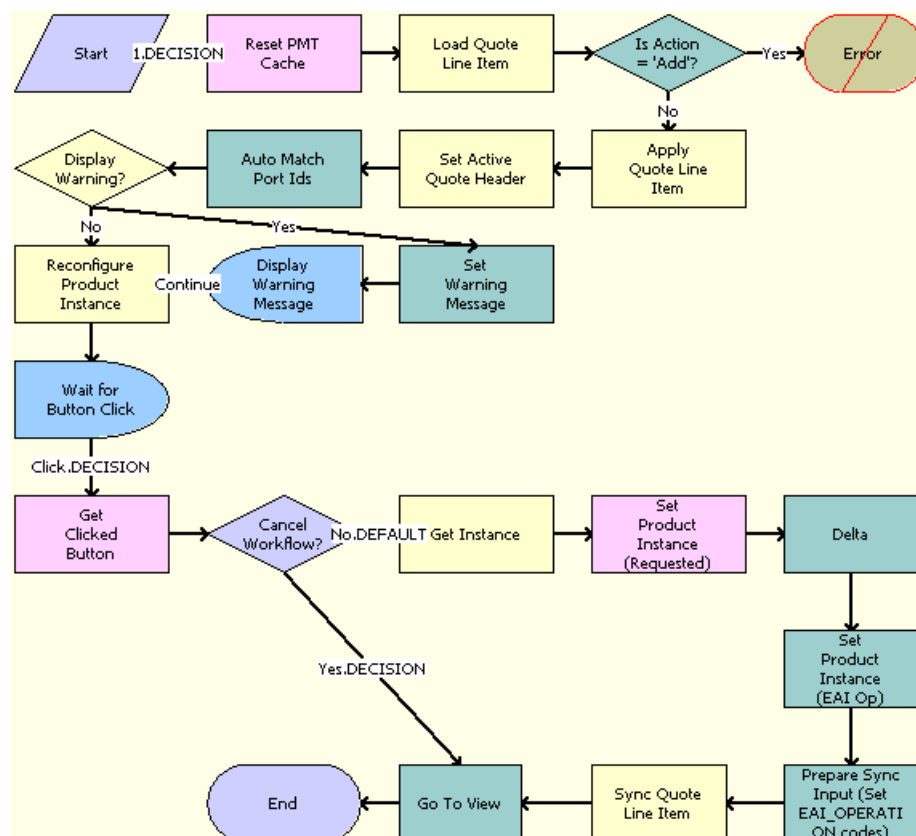 Start
1.DECISION
Reset PMT
Cache
Load Quote
Line Item
Is Action
= 'Add'?
Yes
Error
No
Display
Warning?
Auto Match
Port Ids
Set Active
Quote Header
Apply
Quote Line
Item
No
Yes
Reconfigure
Product
Instance
Continue
Display
Warning
Message
Set
Warning
Message
Wait for
Button Click
Click.DECISION
Get
Clicked
Button
Cancel
Workflow?
No.DEFAULT
Get Instance
Set
Product
Instance
(Requested)
Delta
Yes.DECISION
Set
Product
Instance
(EAI Op)
End
Go To View
Sync Quote
Line Item
Prepare Sync
Input (Set
EAI_OPERATI
ON codes)